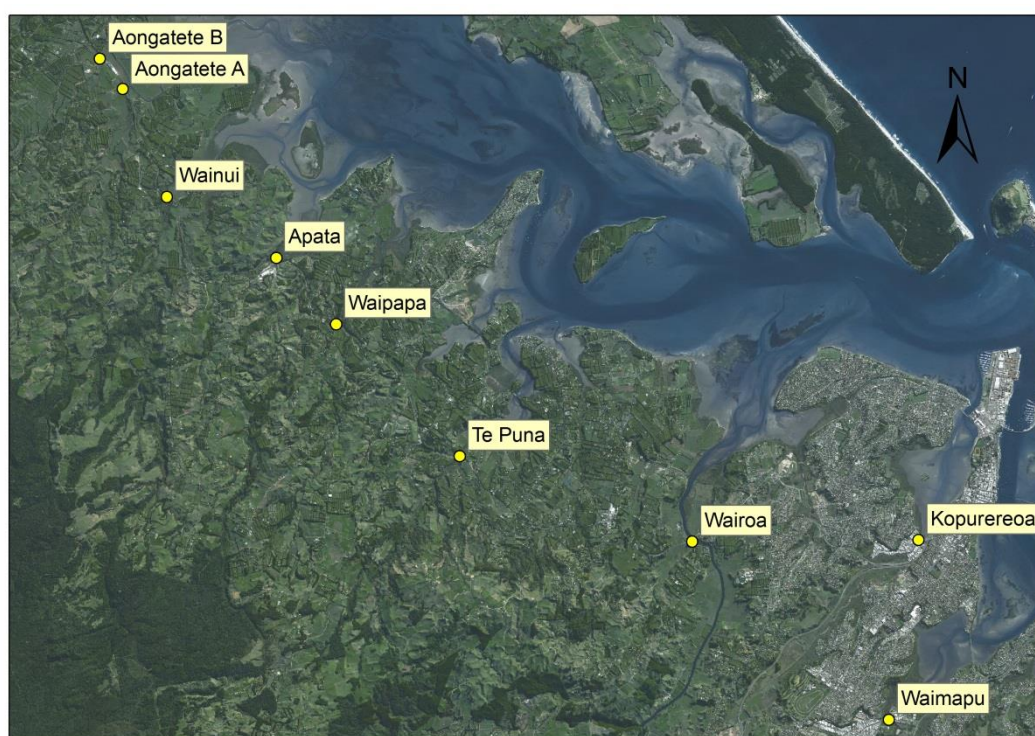 Aongatete B
Aongatete A
N
Wainui
Apata
Waipapa
Te Puna
Wairoa
Kopurereoa
Waimapu